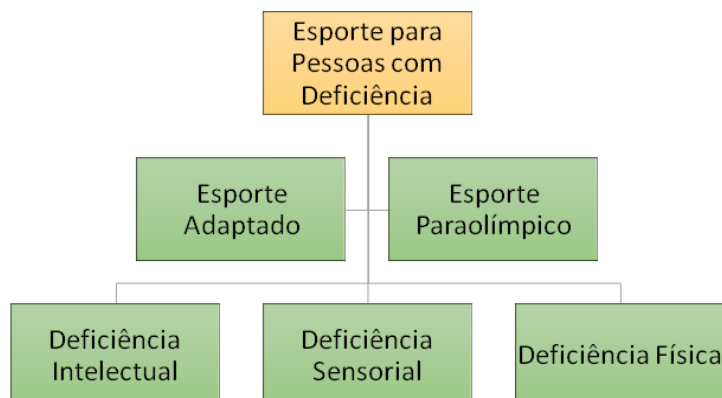 Esporte para
Pessoas com
Deficiência
Esporte
Adaptado
Esporte
Paraolímpico
Deficiência
Intelectual
Deficiência
Sensorial
Deficiência Física